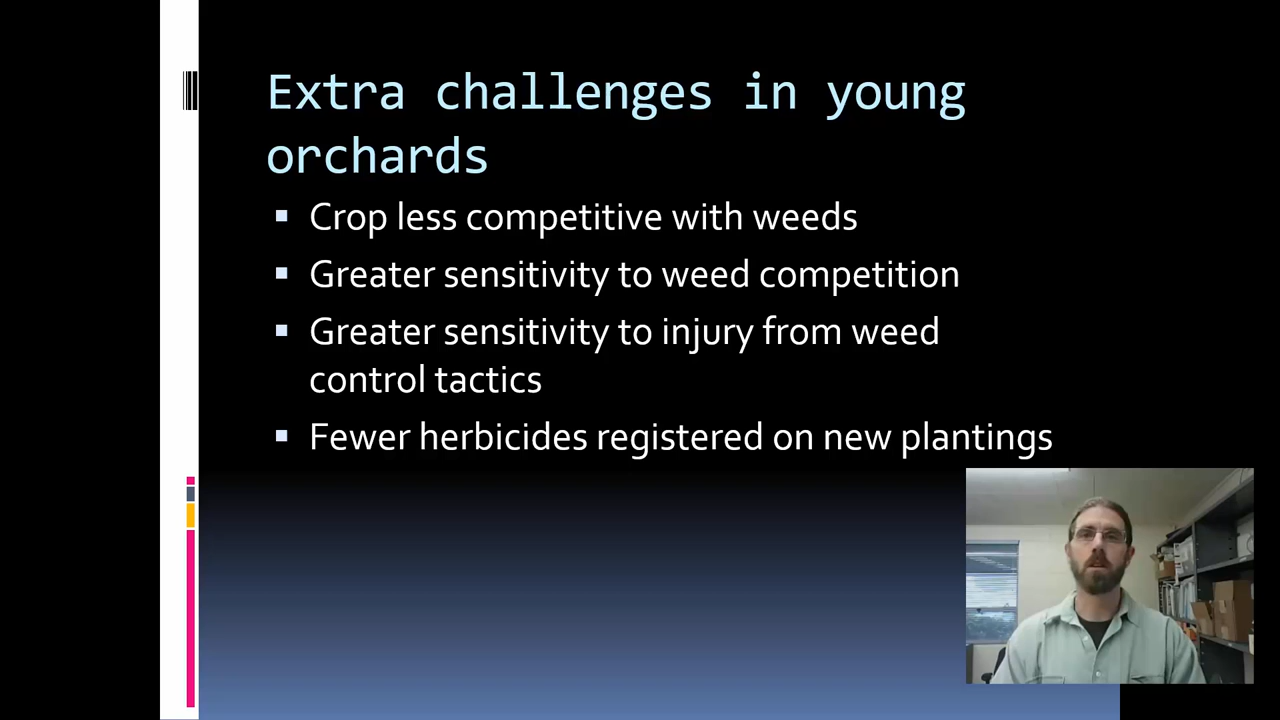 Extra challenges in young
orchards
▪ Crop less competitive with weeds
▪ Greater sensitivity to weed competition
▪ Greater sensitivity to injury from weed
control tactics
▪ Fewer herbicides registered on new plantings